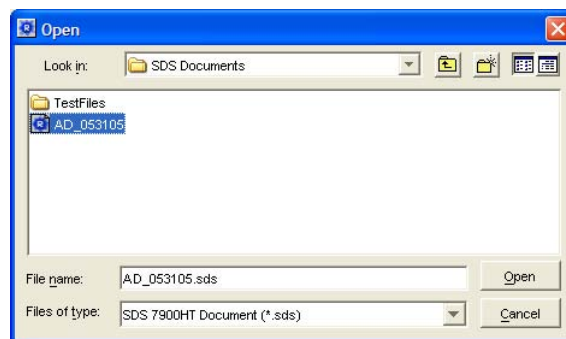 Open
Look in: SDS Documents
TestFiles
AD_053105
File name: AD_053105.sds Open
Files of type: SDS 7900HT Document (*.sds) Cancel